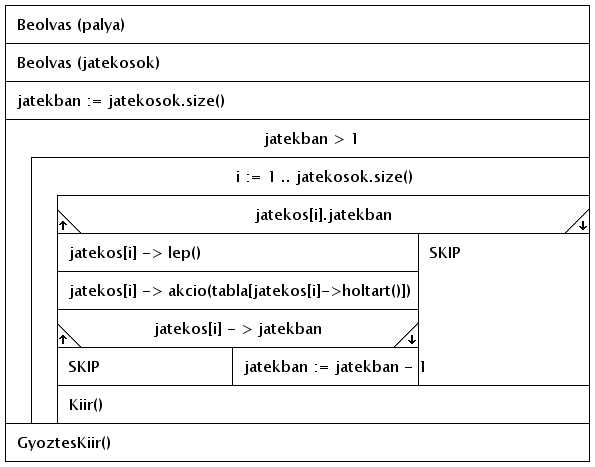 Beolvas (palya)
Beolvas (jatekosok)
jatekban := jatekosok.size()
jatekban > 1
i := 1 .. jatekosok.size()
jatekos[i].jatekban
jatekos[i] -> lep()
SKIP
jatekos[i] -> akcio(tabla[jatekos[i]->holtart()])
jatekos[i] - > jatekban
SKIP
jatekban := jatekban - 1
Kiir()
GyoztesKiir()